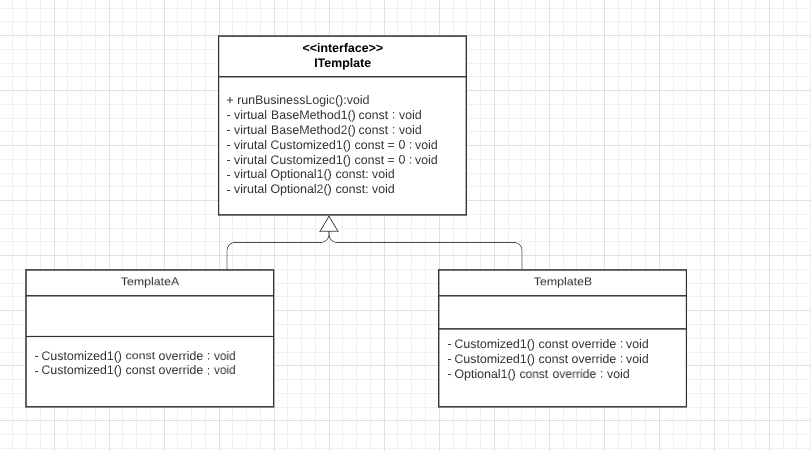 <<interface>>
ITemplate
+ runBusinessLogic():void
- virtual BaseMethod1() const : void
- virtual BaseMethod2() const : void
- virutal Customized1() const = 0 : void
- virutal Customized1() const = 0 : void
- virtual Optional1() const: void
- virutal Optional2() const: void
TemplateA
- Customized1() const override : void
- Customized1() const override : void
TemplateB
- Customized1() const override : void
- Customized1() const override : void
- Optional1() const override : void